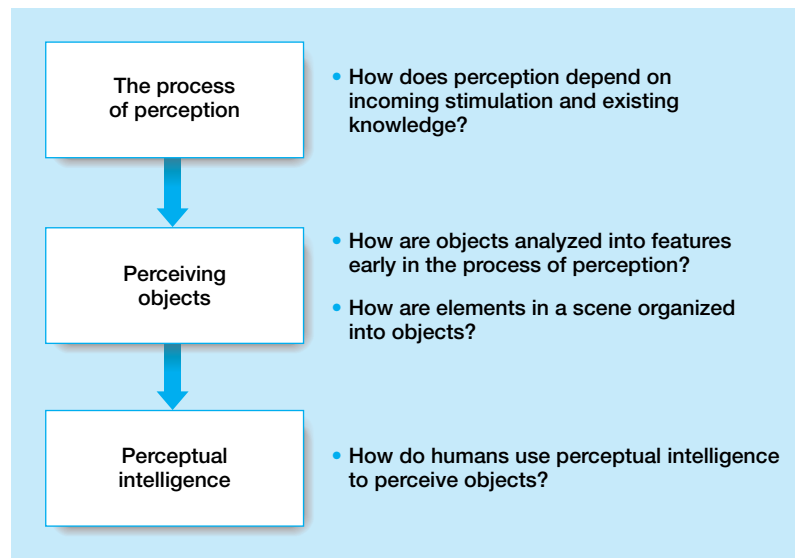 The process
of perception
• How does perception depend on
incoming stimulation and existing
knowledge?
Perceiving
objects
• How are objects analyzed into features
early in the process of perception?
• How are elements in a scene organized
into objects?
Perceptual
intelligence
• How do humans use perceptual intelligence
to perceive objects?